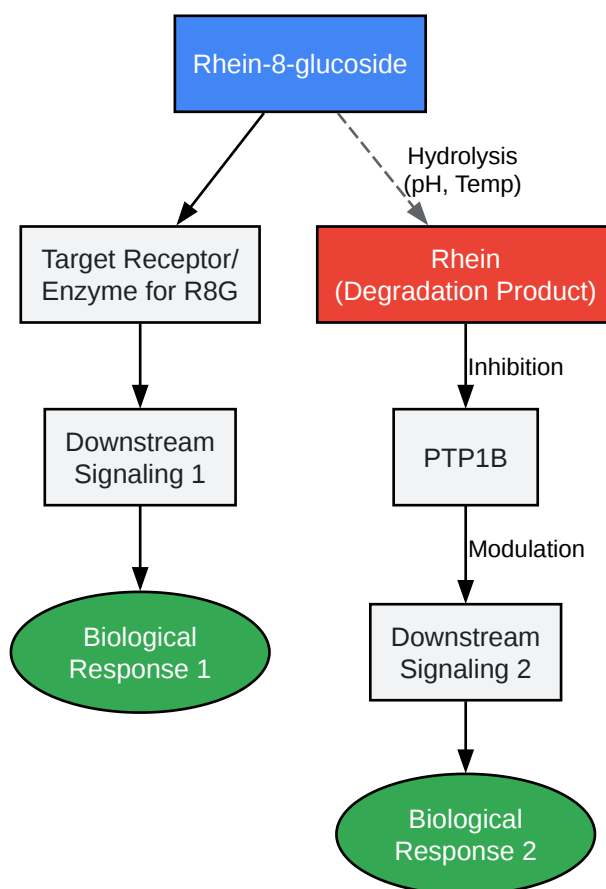 Rhein-8-glucoside
Hydrolysis
(pH, Temp)
Target Receptor/
Enzyme for R8G
Rhein
(Degradation Product)
Inhibition
Downstream
Signaling 1
PTP1B
Modulation
Biological
Response 1
Downstream
Signaling 2
Biological
Response 2